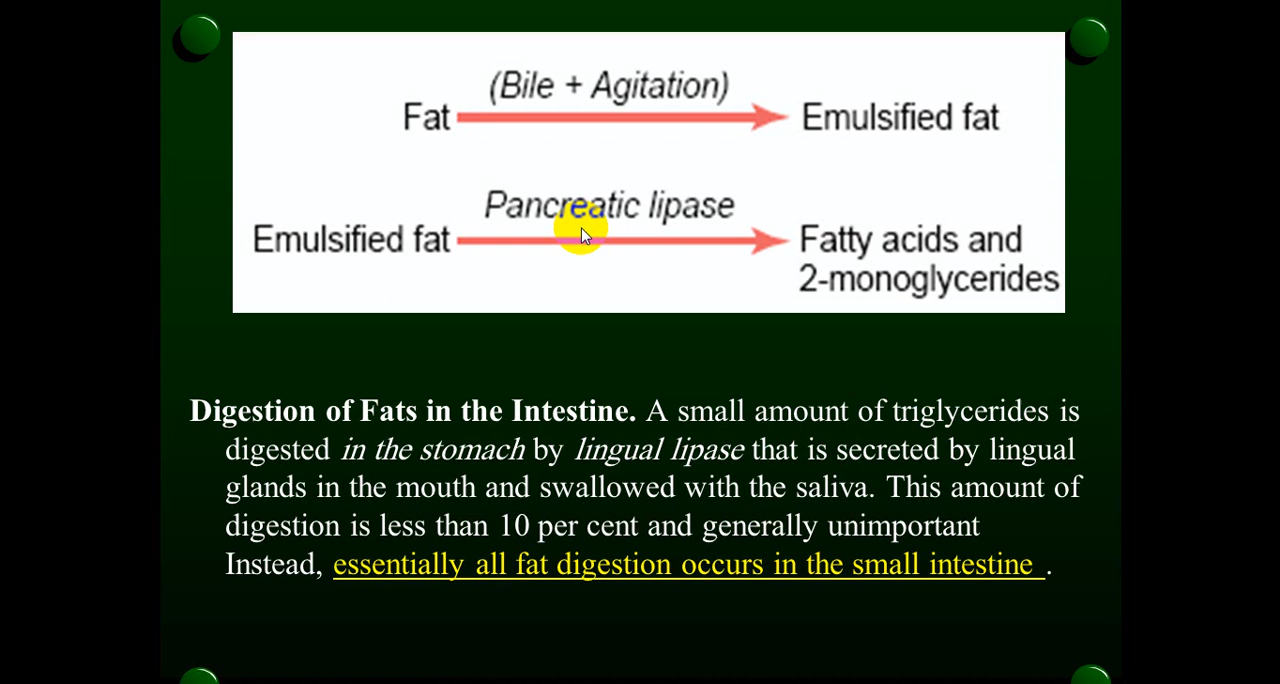 (Bile + Agitation)
Fat Emulsified fat
Pancreatic lipase
Emulsified fat Fatty acids and
2-monoglycerides
Digestion of Fats in the Intestine. A small amount of triglycerides is
digested in the stomach by lingual lipase that is secreted by lingual
glands in the mouth and swallowed with the saliva. This amount of
digestion is less than 10 per cent and generally unimportant
Instead, essentially all fat digestion occurs in the small intestine .